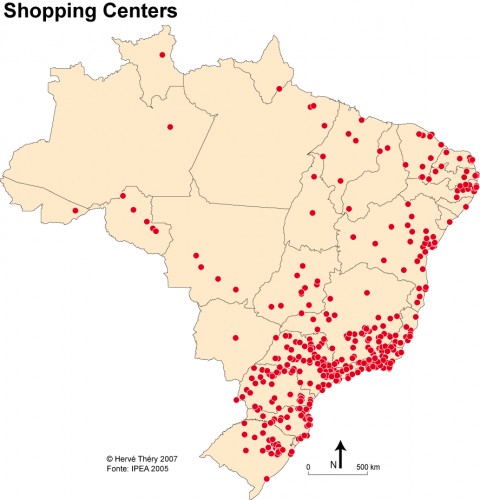 Shopping Centers
© Hervé Théry 2007
Fonte: IPEA 2005
N
0 500 km